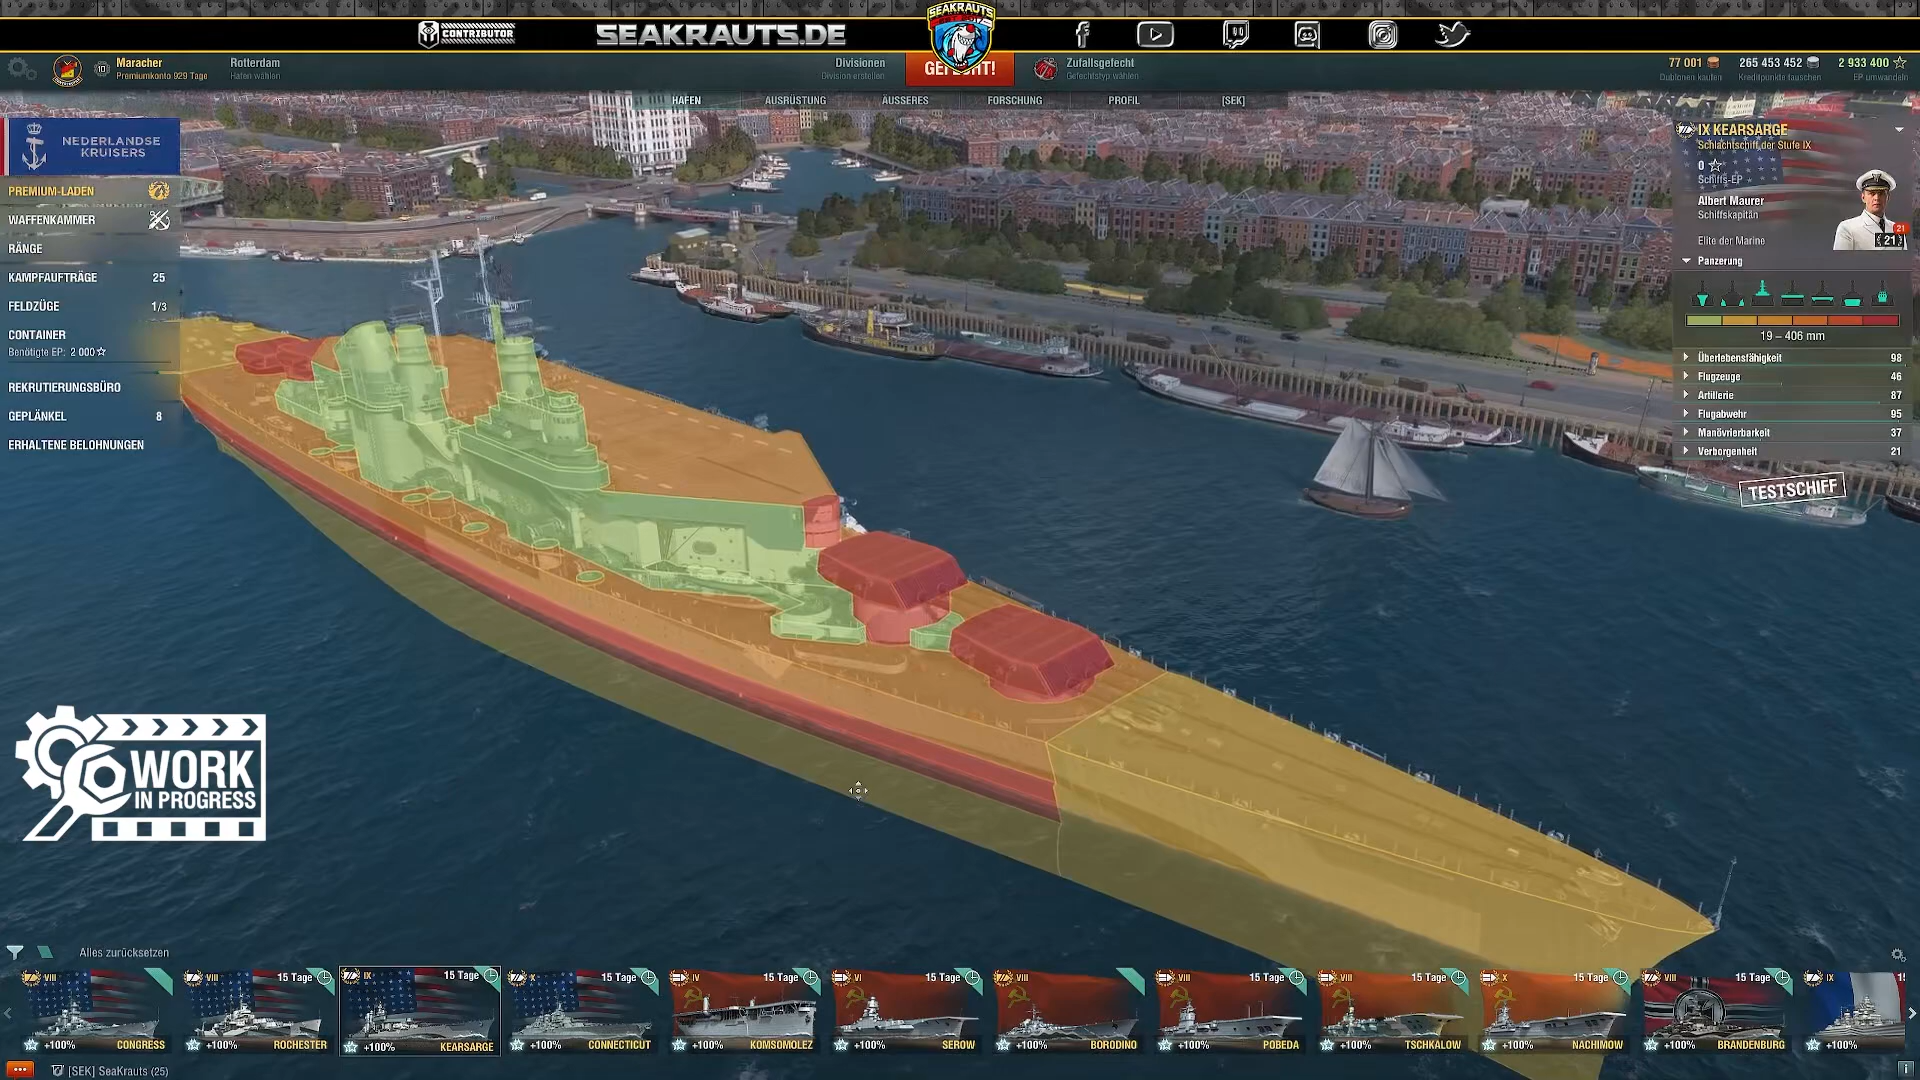 CONTRIBUTOR
SEAKRAUTS.DE
SEAKRAUTS
Maracher
Premiumkonto 929 Tage
Rotterdam
Hafen wählen
Divisionen
Division erstellen
Zufallsgefecht
Gefechtstyp wählen
77 001
Dublonen kaufen
265 453 452
Kreditpunkte tauschen
2 933 400
EP umwandeln
HAFEN
AUSRÜSTUNG
ÄUSSERES
FORSCHUNG
PROFIL
[SEK]
NEDERLANDSE
KRUISERS
PREMIUM-LADEN
WAFFENKAMMER
RÄNGE
KAMPFAUFTRÄGE 25
FELDZÜGE 1/3
CONTAINER
Benötigte EP: 2 000
REKRUTIERUNGSBÜRO
GEPLÄNKEL 8
ERHALTENE BELOHNUNGEN
IX KEARSARGE
Schlachtschiff der Stufe IX
0
Schiffs-EP
Albert Maurer
Schiffskapitän
Elite der Marine
21
21
Panzerung
19 – 406 mm
Überlebensfähigkeit 98
Flugzeuge 46
Artillerie 87
Flugabwehr 95
Manövrierbarkeit 37
Verborgenheit 21
TESTSCHIFF
WORK
IN PROGRESS
Alles zurücksetzen
VIII +100% CONGRESS
VIII 15 Tage +100% ROCHESTER
IX 15 Tage +100% KEARSARGE
X 15 Tage +100% CONNECTICUT
IV 15 Tage +100% KOMSOMOLEZ
VI 15 Tage +100% SEROW
VIII +100% BORODINO
VIII 15 Tage +100% POBEDA
VIII 15 Tage +100% TSCHKALOW
X 15 Tage +100% NACHIMOW
VIII 15 Tage +100% BRANDENBURG
IX +100%
[SEK] SeaKrauts (25)